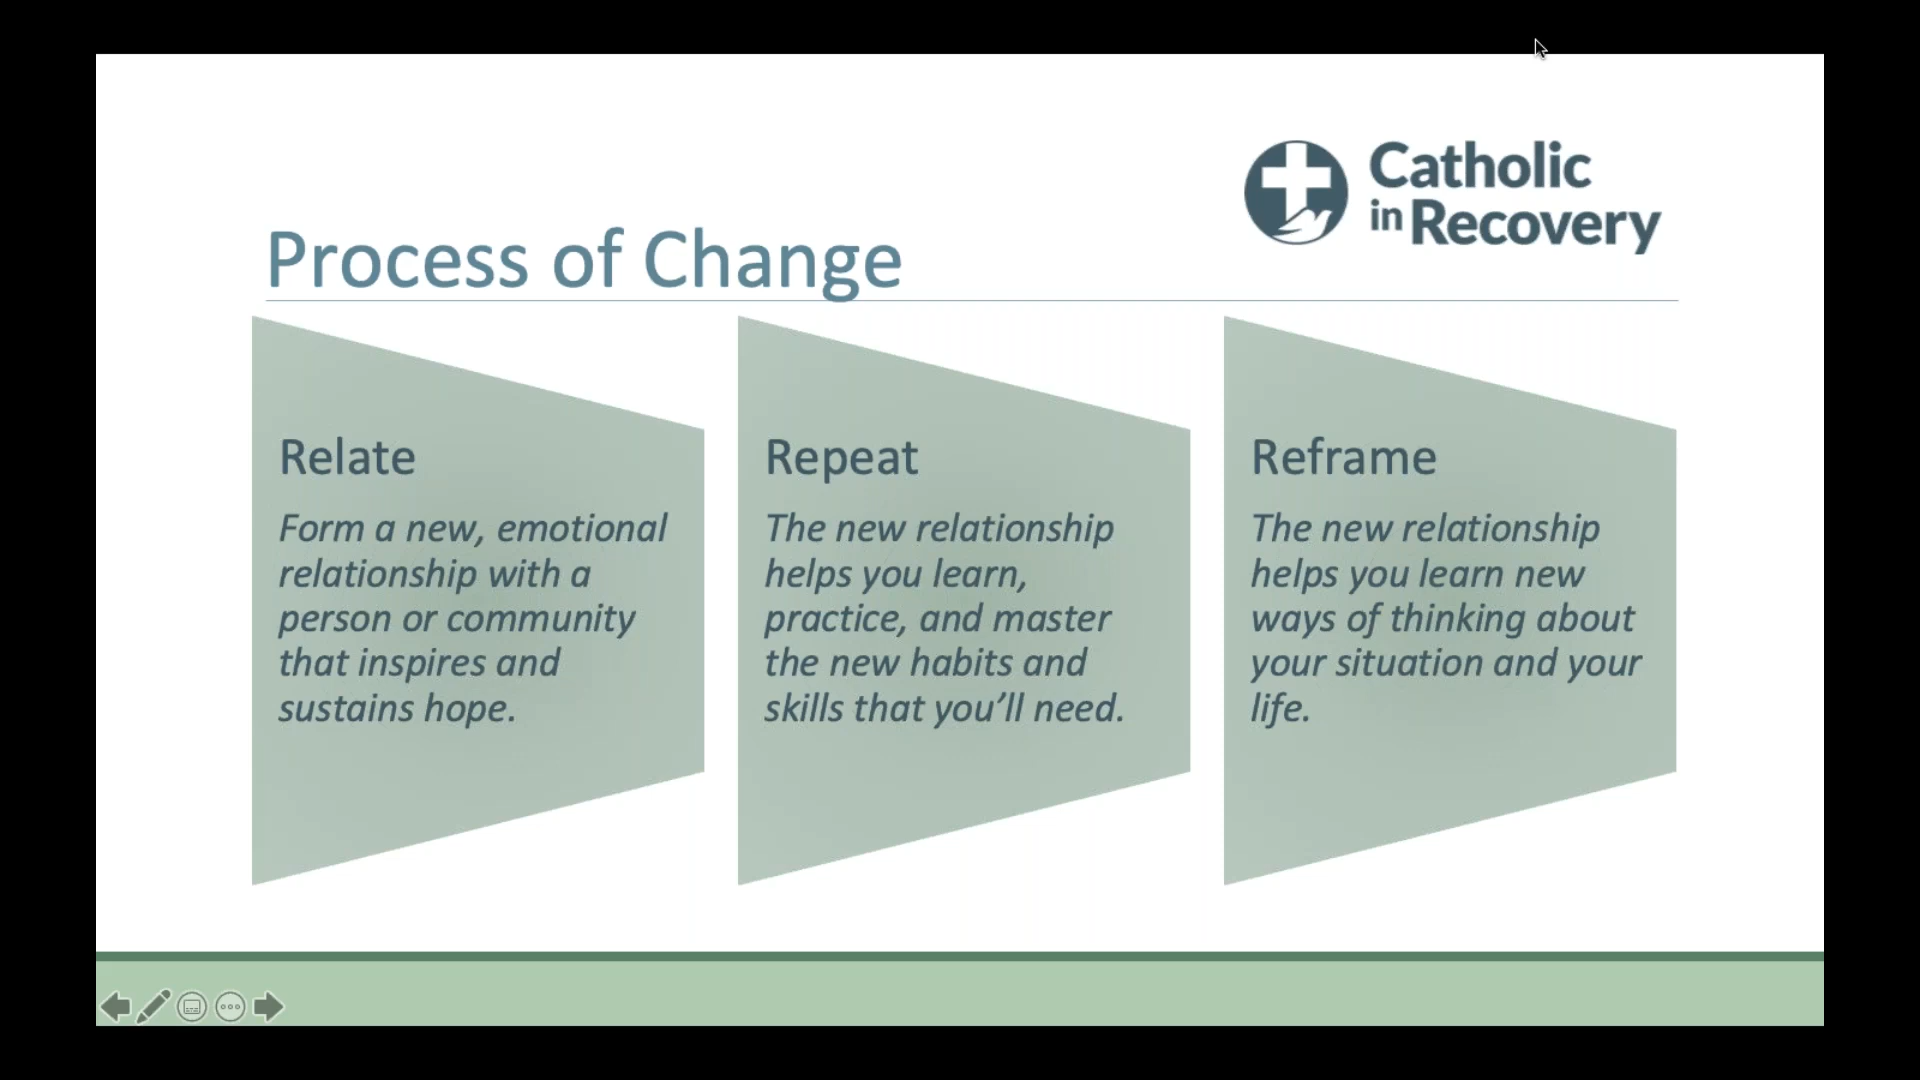 Catholic
in Recovery
Process of Change
Relate
Form a new, emotional
relationship with a
person or community
that inspires and
sustains hope.
Repeat
The new relationship
helps you learn,
practice, and master
the new habits and
skills that you’ll need.
Reframe
The new relationship
helps you learn new
ways of thinking about
your situation and your
life.